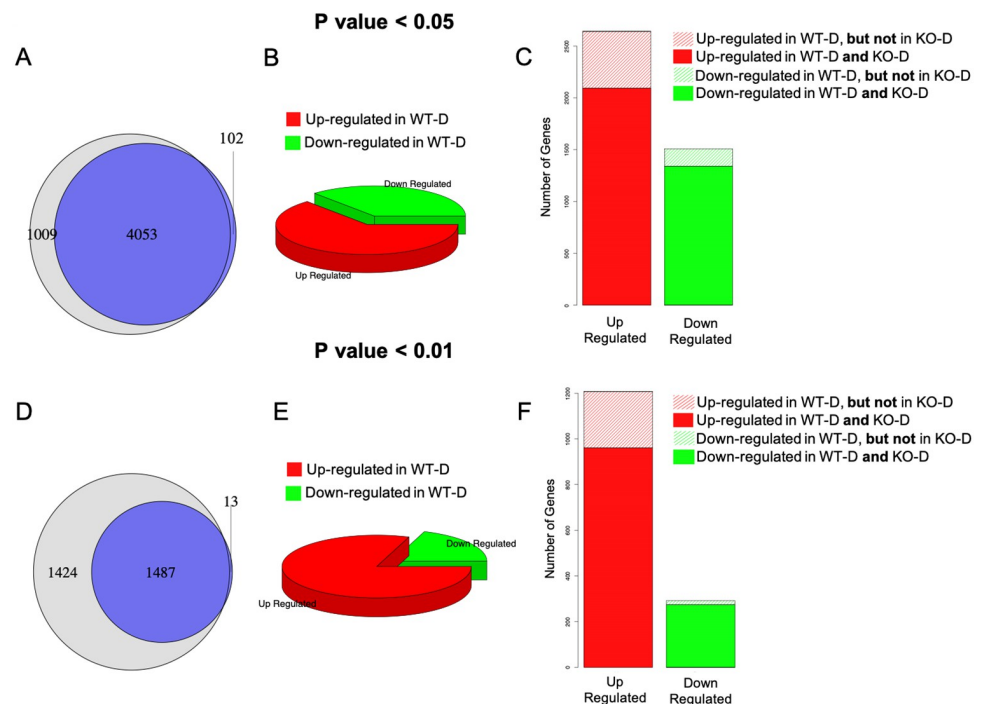 P value < 0.05
A
1009
4053
102
B
Up-regulated in WT-D
Down-regulated in WT-D
Down Regulated
Up Regulated
C
Up-regulated in WT-D, but not in KO-D
Up-regulated in WT-D and KO-D
Down-regulated in WT-D, but not in KO-D
Down-regulated in WT-D and KO-D
Number of Genes
2500
2000
1500
1000
500
0
Up
Regulated
Down
Regulated
P value < 0.01
D
1424
1487
13
E
Up-regulated in WT-D
Down-regulated in WT-D
Down Regulated
Up Regulated
F
Up-regulated in WT-D, but not in KO-D
Up-regulated in WT-D and KO-D
Down-regulated in WT-D, but not in KO-D
Down-regulated in WT-D and KO-D
Number of Genes
1200
1000
800
600
400
200
0
Up
Regulated
Down
Regulated